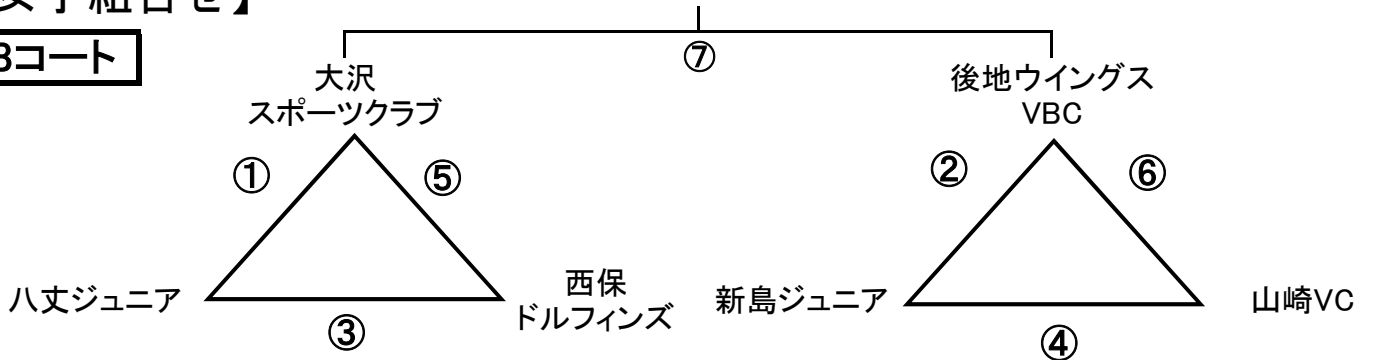 女子組合せ】
Bコート
⑦
大沢
スポーツクラブ
後地ウイングス
VBC
①
⑤
②
⑥
八丈ジュニア
西保
ドルフィンズ
新島ジュニア
山崎VC
③
④